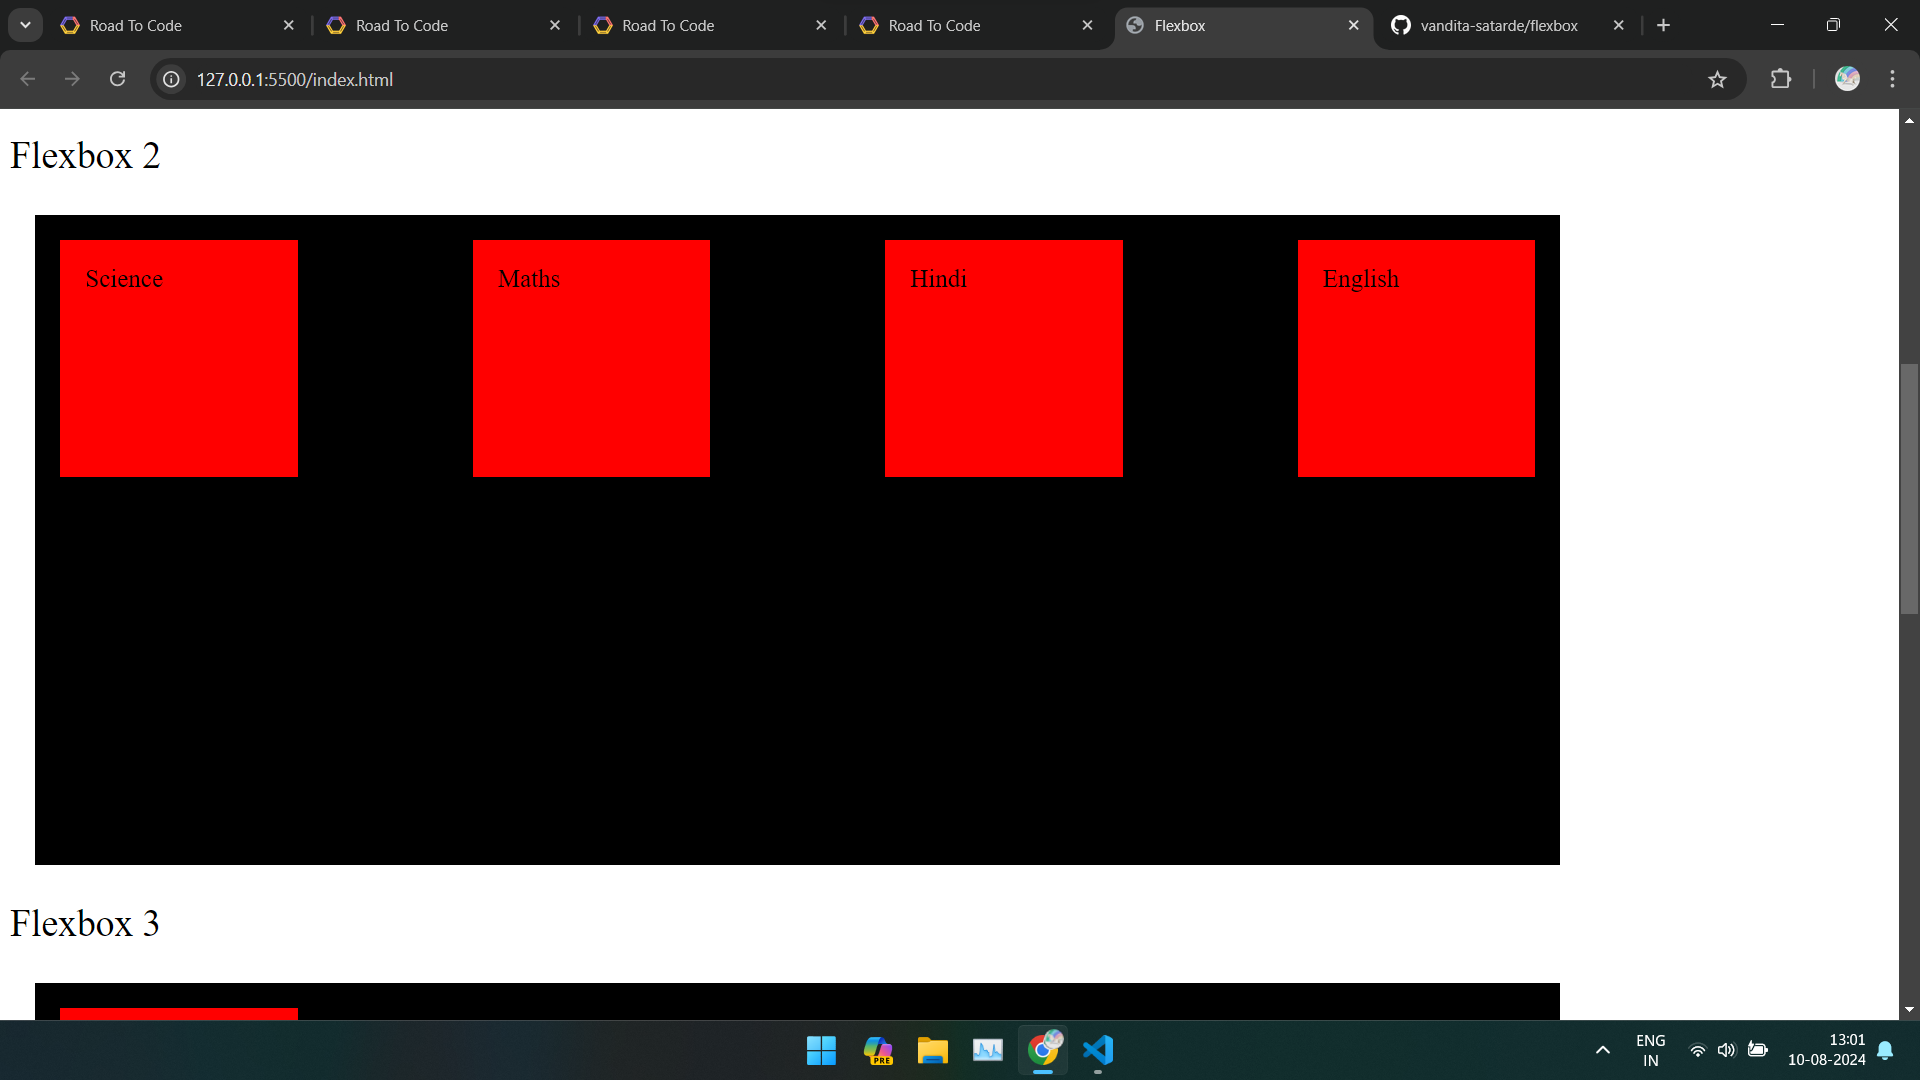 Road To Code
Road To Code
Road To Code
Road To Code
Flexbox
vandita-satarde/flexbox
127.0.0.1:5500/index.html
Flexbox 2
Science
Maths
Hindi
English
Flexbox 3
PRE
ENG
IN
13:01
10-08-2024